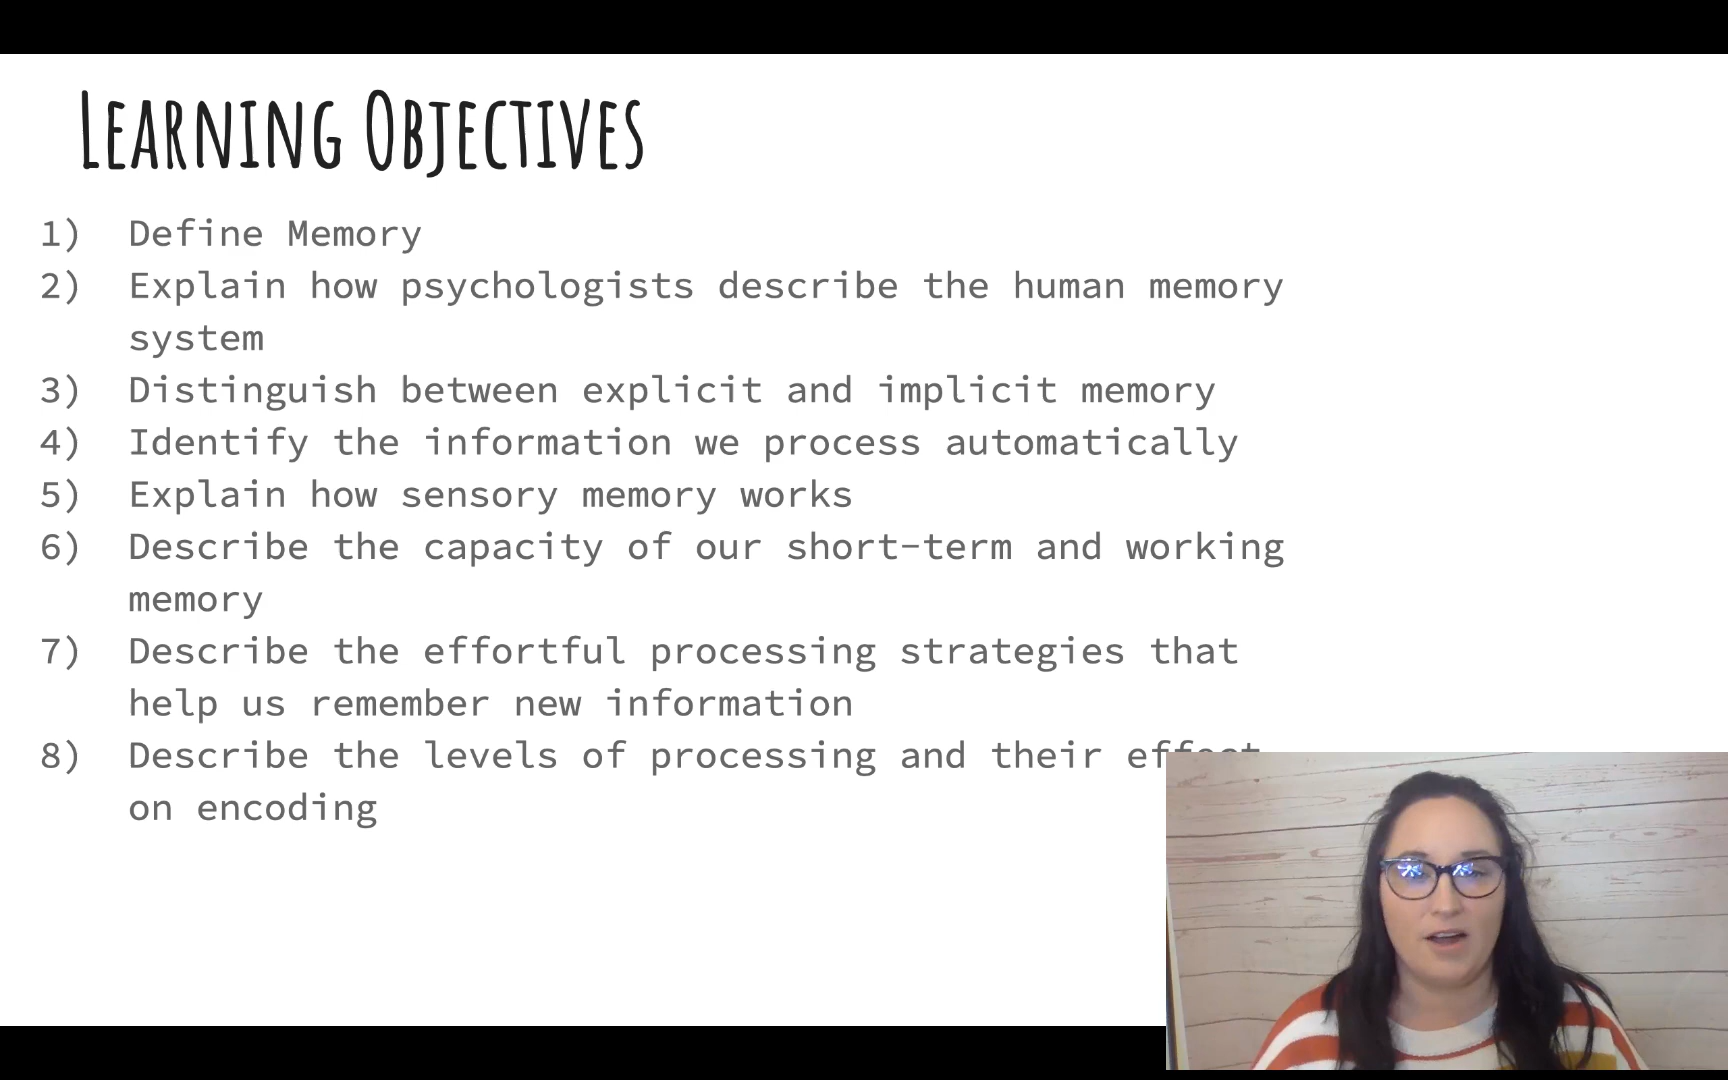 Learning Objectives
1) Define Memory
2) Explain how psychologists describe the human memory
system
3) Distinguish between explicit and implicit memory
4) Identify the information we process automatically
5) Explain how sensory memory works
6) Describe the capacity of our short-term and working
memory
7) Describe the effortful processing strategies that
help us remember new information
8) Describe the levels of processing and their effect
on encoding